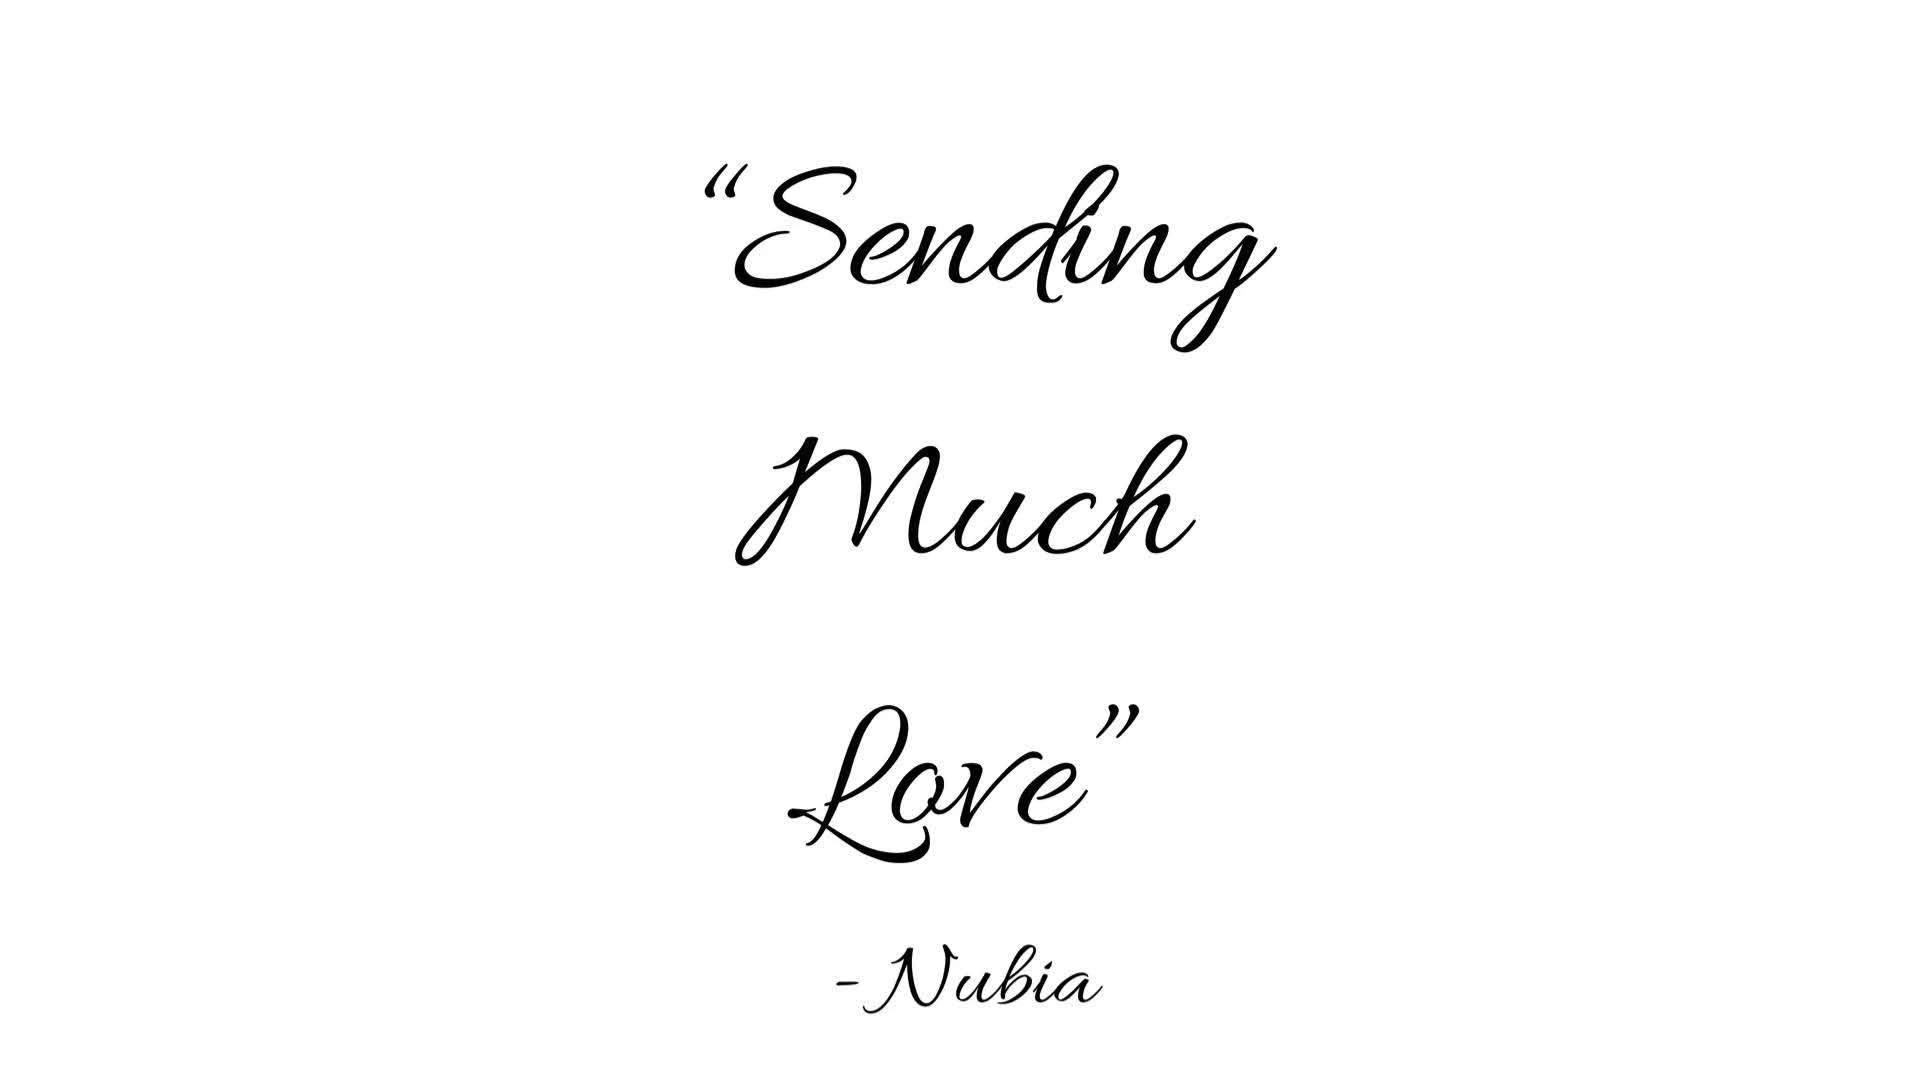 “Sending
Much
Love”
- Nubia